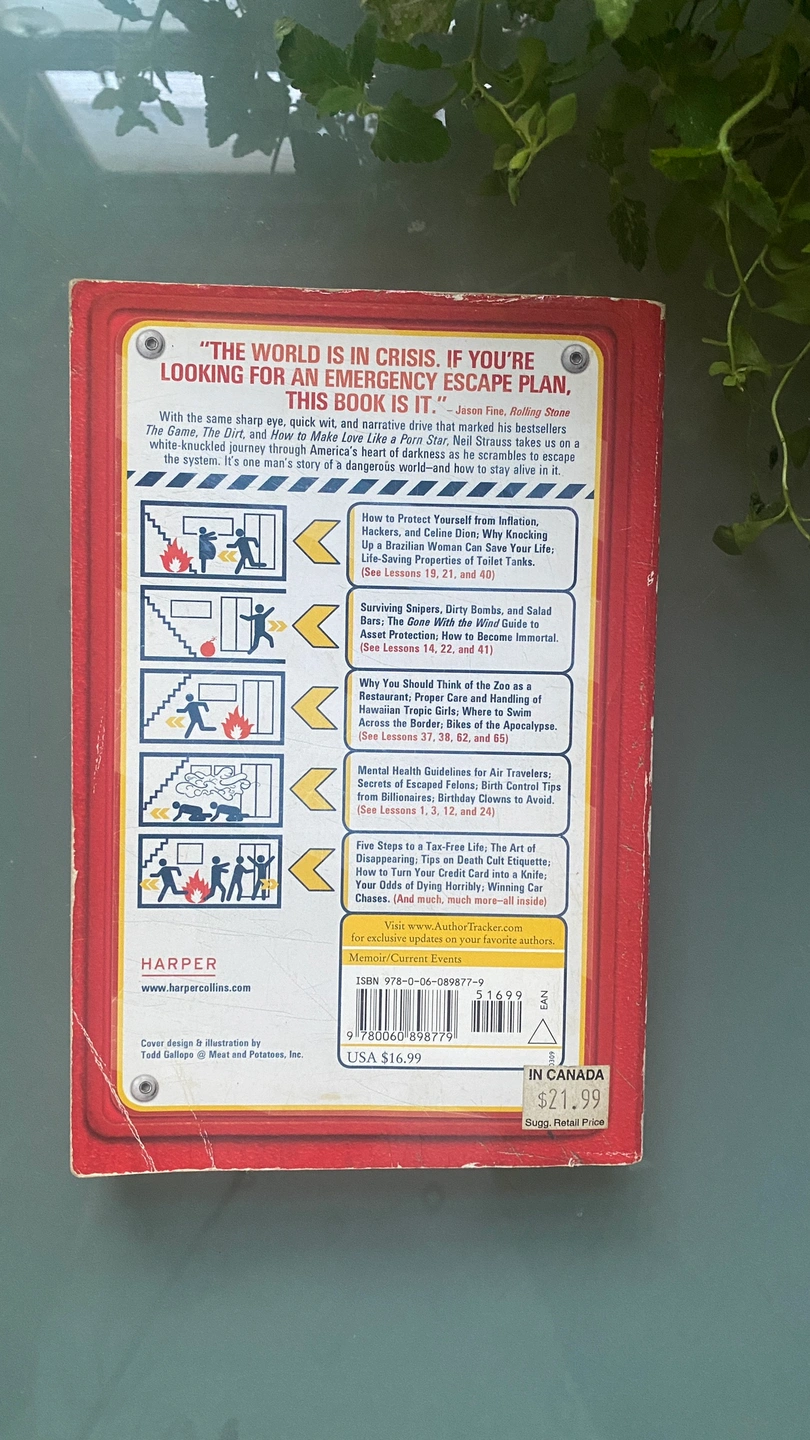 "THE WORLD IS IN CRISIS. IF YOU'RE
LOOKING FOR AN EMERGENCY ESCAPE PLAN,
THIS BOOK IS IT." – Jason Fine, Rolling Stone
With the same sharp eye, quick wit, and narrative drive that marked his bestsellers
The Game, The Dirt, and How to Make Love Like a Porn Star, Neil Strauss takes us on a
white-knuckled journey through America's heart of darkness as he scrambles to escape
the system. It's one man's story of a dangerous world—and how to stay alive in it.
How to Protect Yourself from Inflation,
Hackers, and Celine Dion; Why Knocking
Up a Brazilian Woman Can Save Your Life;
Life-Saving Properties of Toilet Tanks.
(See Lessons 19, 21, and 40)
Surviving Snipers, Dirty Bombs, and Salad
Bars; The Gone With the Wind Guide to
Asset Protection; How to Become Immortal.
(See Lessons 14, 22, and 41)
Why You Should Think of the Zoo as a
Restaurant; Proper Care and Handling of
Hawaiian Tropic Girls; Where to Swim
Across the Border; Bikes of the Apocalypse.
(See Lessons 37, 38, 62, and 65)
Mental Health Guidelines for Air Travelers;
Secrets of Escaped Felons; Birth Control Tips
from Billionaires; Birthday Clowns to Avoid.
(See Lessons 1, 3, 12, and 24)
Five Steps to a Tax-Free Life; The Art of
Disappearing; Tips on Death Cult Etiquette;
How to Turn Your Credit Card into a Knife;
Your Odds of Dying Horribly; Winning Car
Chases. (And much, much more—all inside)
Visit www.AuthorTracker.com
for exclusive updates on your favorite authors.
Memoir/Current Events
HARPER
www.harpercollins.com
Cover design & illustration by
Todd Gallopo @ Meat and Potatoes, Inc.
ISBN 978-0-06-089877-9
51699
EAN
9 780060 898779
USA $16.99
0309
IN CANADA
$21.99
Sugg. Retail Price